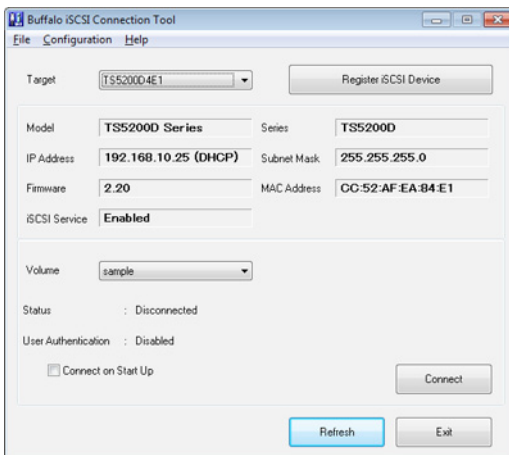 Buffalo iSCSI Connection Tool
File Configuration Help
Target TS5200D4E1 Register iSCSI Device
Model TS5200D Series Series TS5200D
IP Address 192.168.10.25 (DHCP) Subnet Mask 255.255.255.0
Firmware 2.20 MAC Address CC:52:AF:EA:84:E1
iSCSI Service Enabled
Volume sample
Status : Disconnected
User Authentication : Disabled
Connect on Start Up
Connect
Refresh Exit